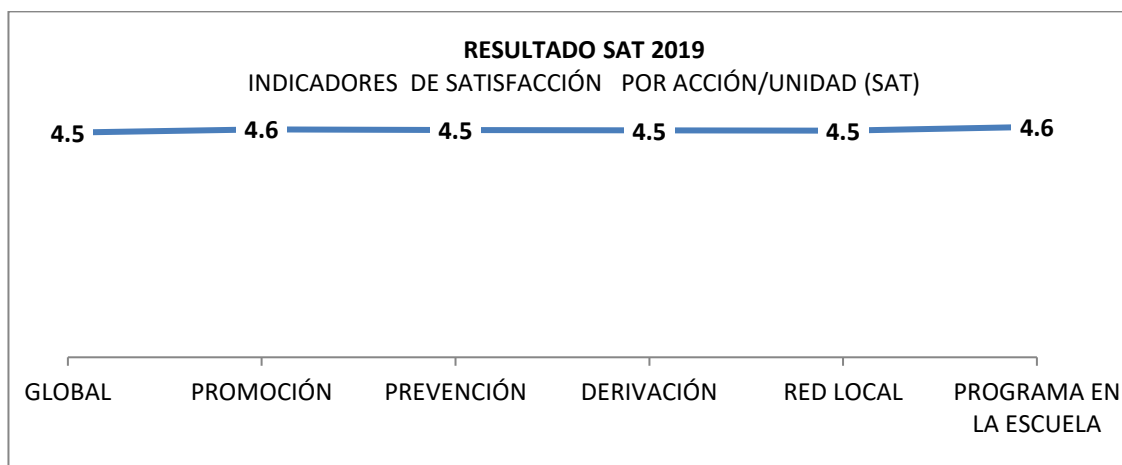 RESULTADO SAT 2019
INDICADORES DE SATISFACCIÓN POR ACCIÓN/UNIDAD (SAT)
4.5
4.6
4.5
4.5
4.5
4.6
GLOBAL
PROMOCIÓN
PREVENCIÓN
DERIVACIÓN
RED LOCAL
PROGRAMA EN
LA ESCUELA